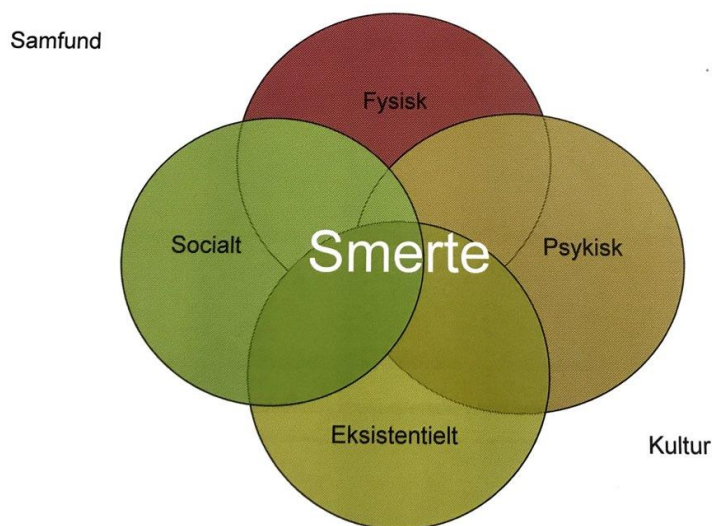 Samfund
Fysisk
Socialt
Smerte
Psykisk
Eksistentielt
Kultur